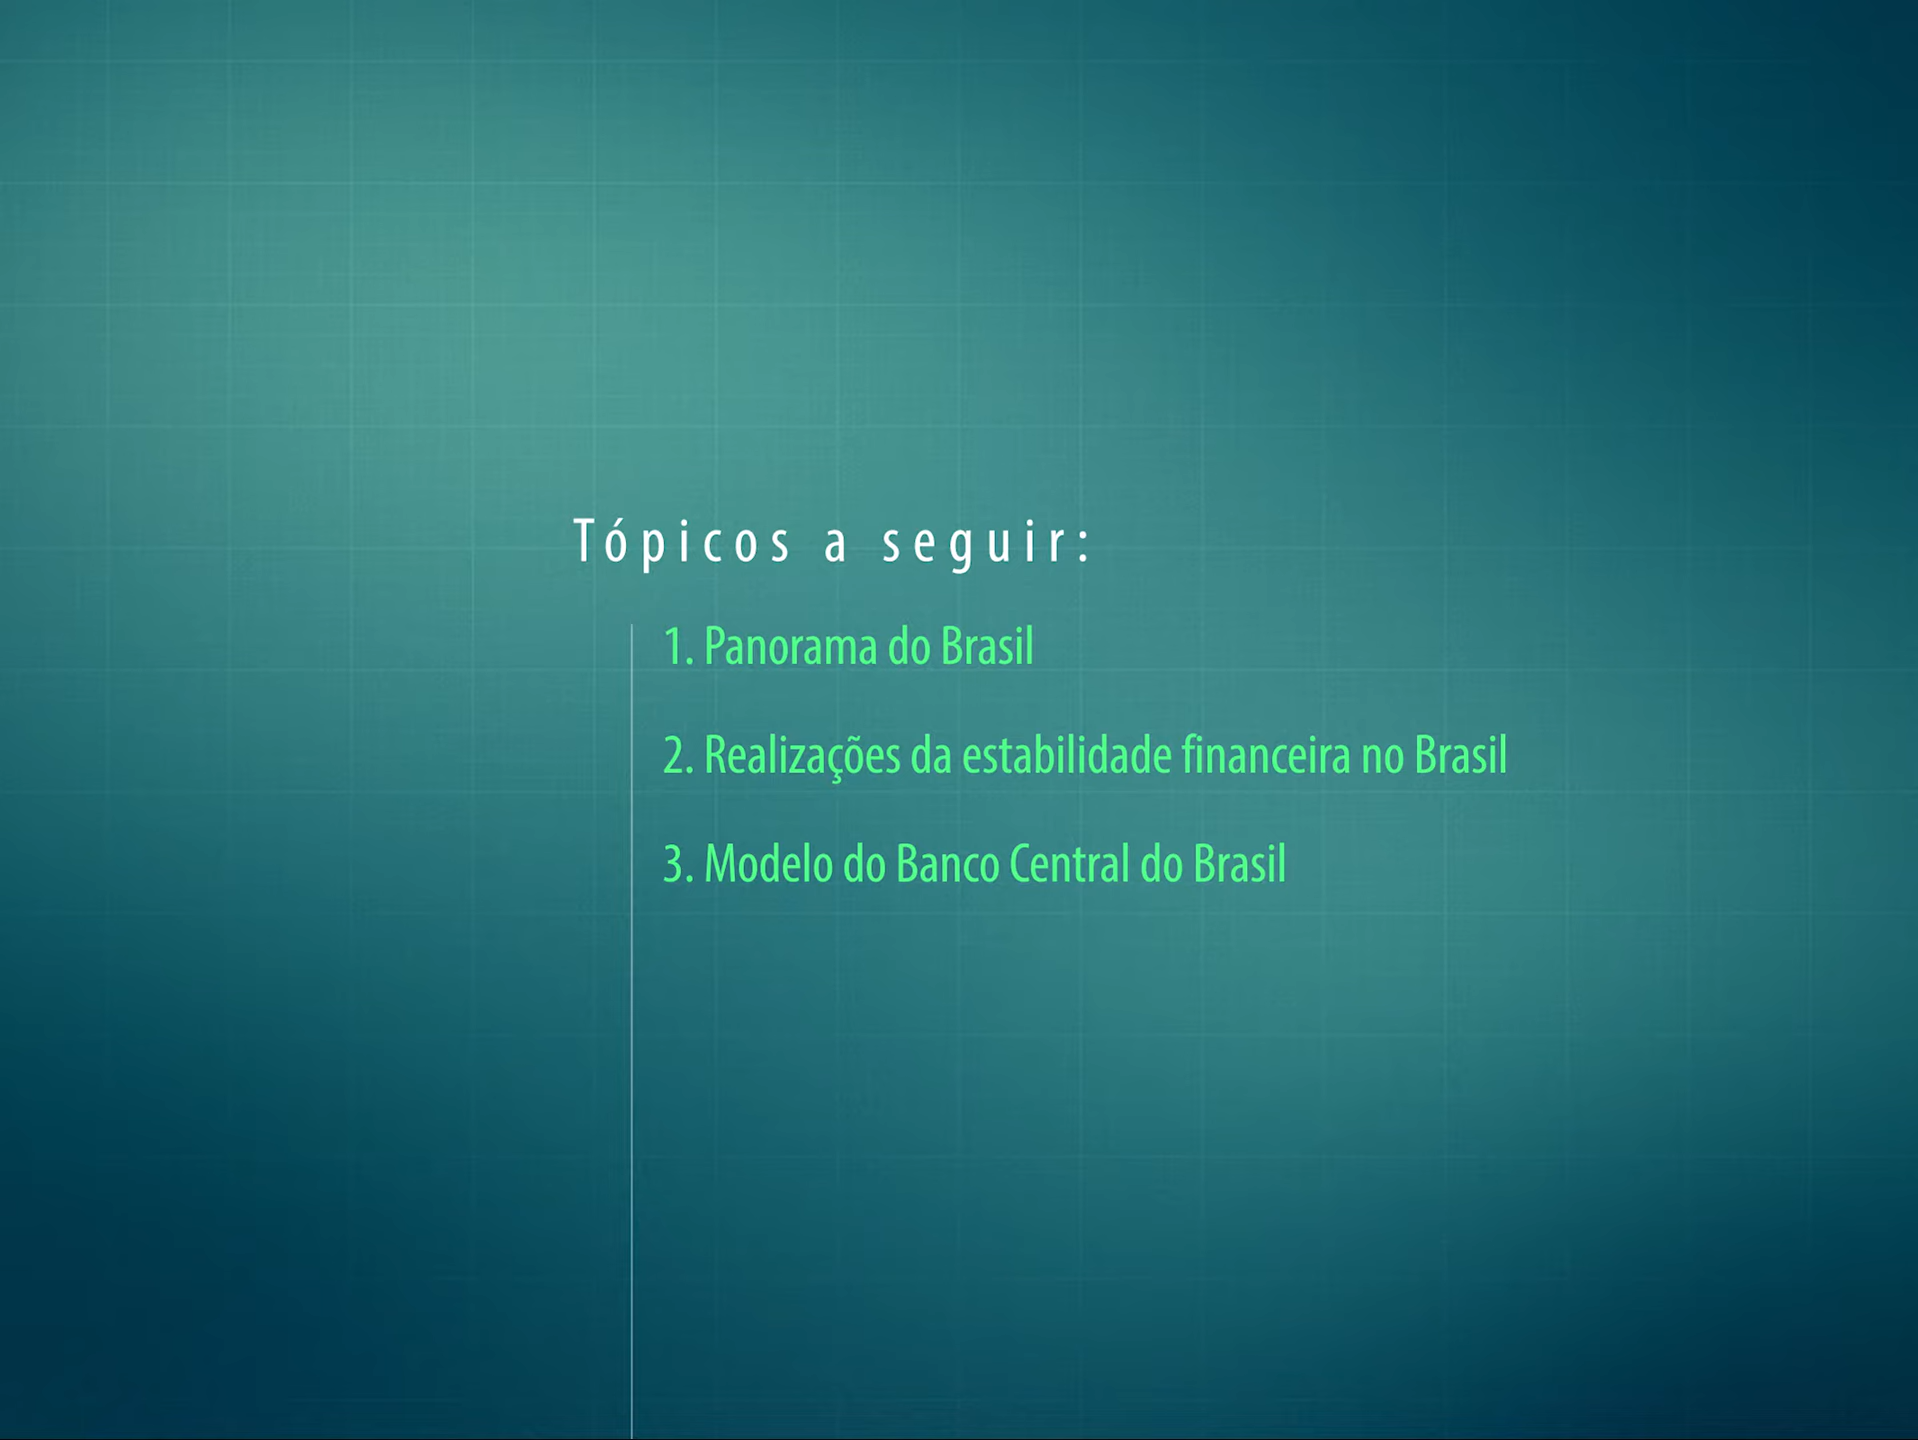 Tópicos a seguir:
1. Panorama do Brasil
2. Realizações da estabilidade financeira no Brasil
3. Modelo do Banco Central do Brasil